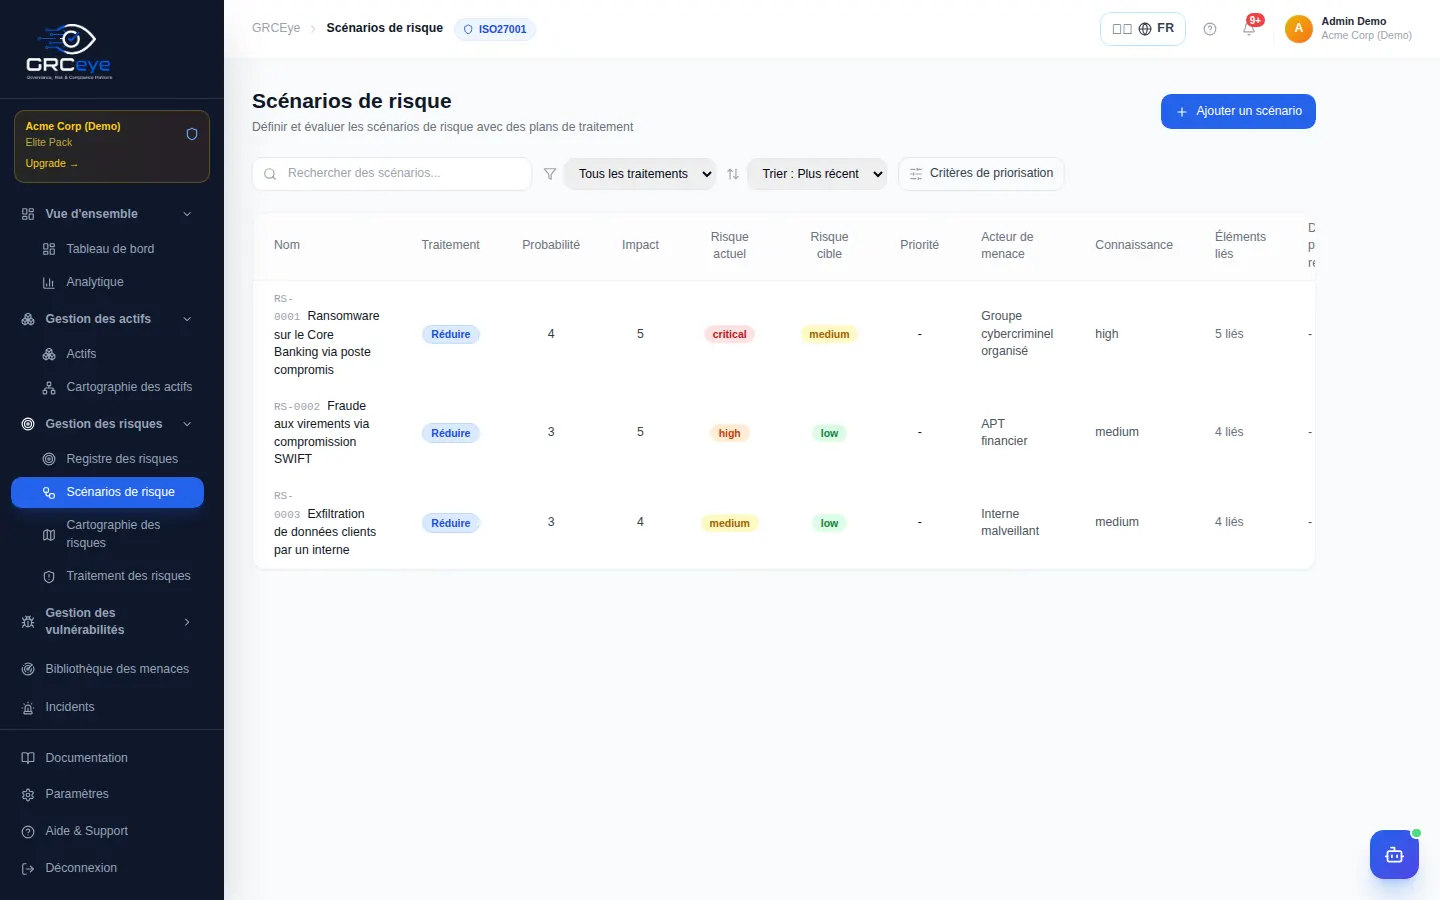 GRCeye
Governance, Risk & Compliance Platform
Acme Corp (Demo)
Elite Pack
Upgrade →
Vue d'ensemble
Tableau de bord
Analytique
Gestion des actifs
Actifs
Cartographie des actifs
Gestion des risques
Registre des risques
Scénarios de risque
Cartographie des
risques
Traitement des risques
Gestion des
vulnérabilités
Bibliothèque des menaces
Incidents
Documentation
Paramètres
Aide & Support
Déconnexion
GRCEye
Scénarios de risque
ISO27001
FR
9+
A
Admin Demo
Acme Corp (Demo)
Scénarios de risque
Définir et évaluer les scénarios de risque avec des plans de traitement
+ Ajouter un scénario
Rechercher des scénarios...
Tous les traitements
Trier : Plus récent
Critères de priorisation
Nom
Traitement
Probabilité
Impact
Risque
actuel
Risque
cible
Priorité
Acteur de
menace
Connaissance
Éléments
liés
RS-
0001 Ransomware
sur le Core
Banking via poste
compromis
Réduire
4
5
critical
medium
-
Groupe
cybercriminel
organisé
high
5 liés
-
RS-0002 Fraude
aux virements via
compromission
SWIFT
Réduire
3
5
high
low
-
APT
financier
medium
4 liés
-
RS-
0003 Exfiltration
de données clients
par un interne
Réduire
3
4
medium
low
-
Interne
malveillant
medium
4 liés
-